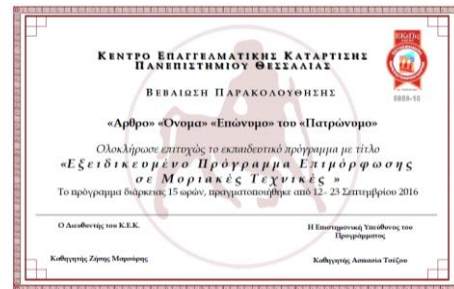 ΚΕΝΤΡΟ ΕΠΑΓΓΕΛΜΑΤΙΚΗΣ ΚΑΤΑΡΤΙΣΗΣ
ΠΑΝΕΠΙΣΤΗΜΙΟΥ ΘΕΣΣΑΛΙΑΣ
ΒΕΒΑΙΩΣΗ ΠΑΡΑΚΟΛΟΥΘΗΣΗΣ
«Άρθρο» «Όνομα» «Επώνυμο» του «Πατρώνυμο»
Ολοκλήρωσε επιτυχώς το εκπαιδευτικό πρόγραμμα με τίτλο
«Εξειδικευμένο Πρόγραμμα Επιμόρφωσης
σε Μοριακές Τεχνικές »
Το πρόγραμμα διάρκειας 15 ωρών, πραγματοποιήθηκε από 12- 23 Σεπτεμβρίου 2016
Ο Διευθυντής του Κ.Ε.Κ.
Η Επιστημονική Υπεύθυνος του
Προγράμματος
Καθηγητής Ζήσης Μαμούρης
Καθηγητής Ασπασία Τσέζου